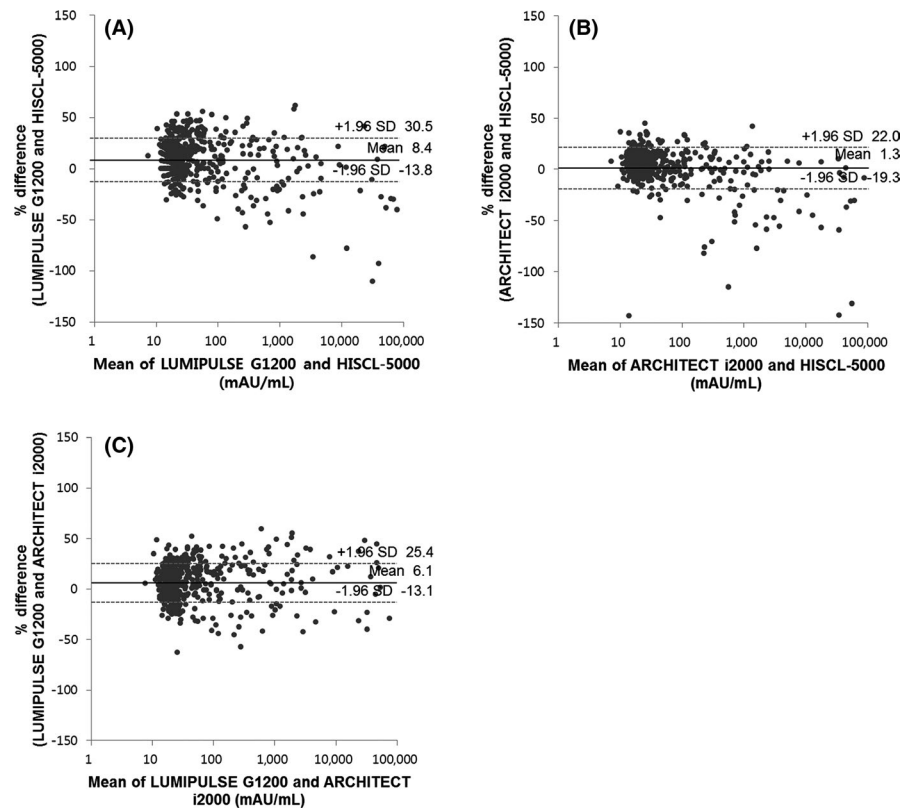 (A)
150
100
50
0
-50
-100
-150
% difference
(LUMIPULSE G1200 and HISCL-5000)
+1.96 SD 30.5
Mean 8.4
-1.96 SD -13.8
1 10 100 1,000 10,000 100,000
Mean of LUMIPULSE G1200 and HISCL-5000
(mAU/mL)
(B)
150
100
50
0
-50
-100
-150
% difference
(ARCHITECT i2000 and HISCL-5000)
+1.96 SD 22.0
Mean 1.3
-1.96 SD -19.3
1 10 100 1,000 10,000 100,000
Mean of ARCHITECT i2000 and HISCL-5000
(mAU/mL)
(C)
150
100
50
0
-50
-100
-150
% difference
(LUMIPULSE G1200 and ARCHITECT i2000)
+1.96 SD 25.4
Mean 6.1
-1.96 SD -13.1
1 10 100 1,000 10,000 100,000
Mean of LUMIPULSE G1200 and ARCHITECT
i2000 (mAU/mL)